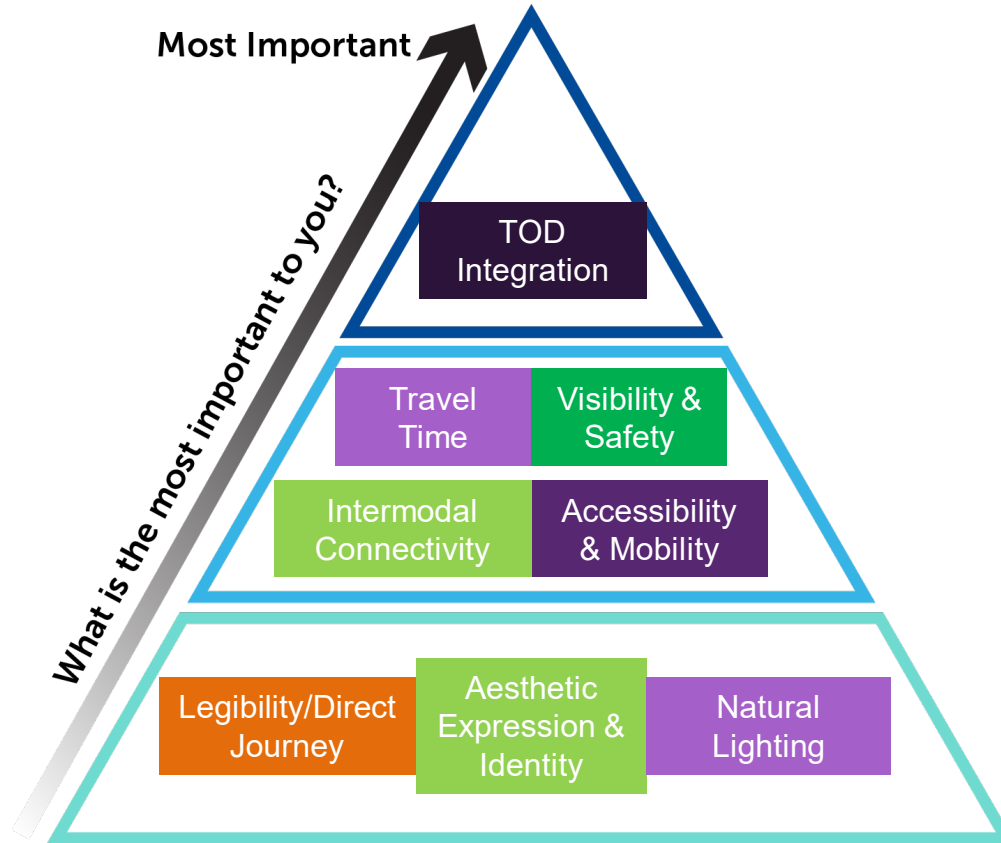 Most Important
What is the most important to you?
TOD
Integration
Travel
Time
Visibility &
Safety
Intermodal
Connectivity
Accessibility
& Mobility
Legibility/Direct
Journey
Aesthetic
Expression &
Identity
Natural
Lighting